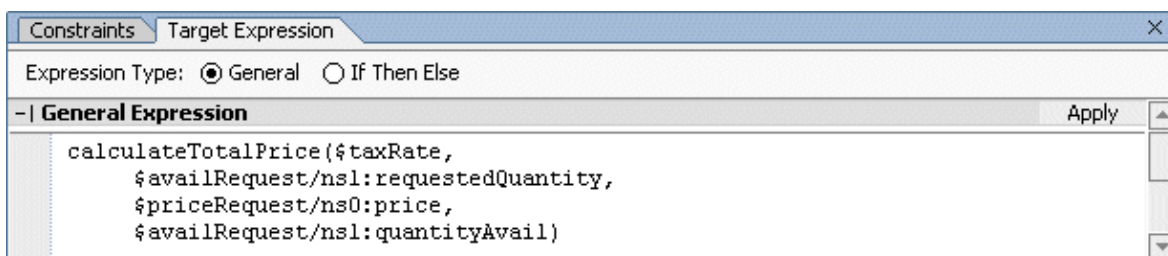 Constraints Target Expression
Expression Type: General If Then Else
General Expression Apply
calculateTotalPrice($taxRate,
$availRequest/ns1:requestedQuantity,
$priceRequest/ns0:price,
$availRequest/ns1:quantityAvail)